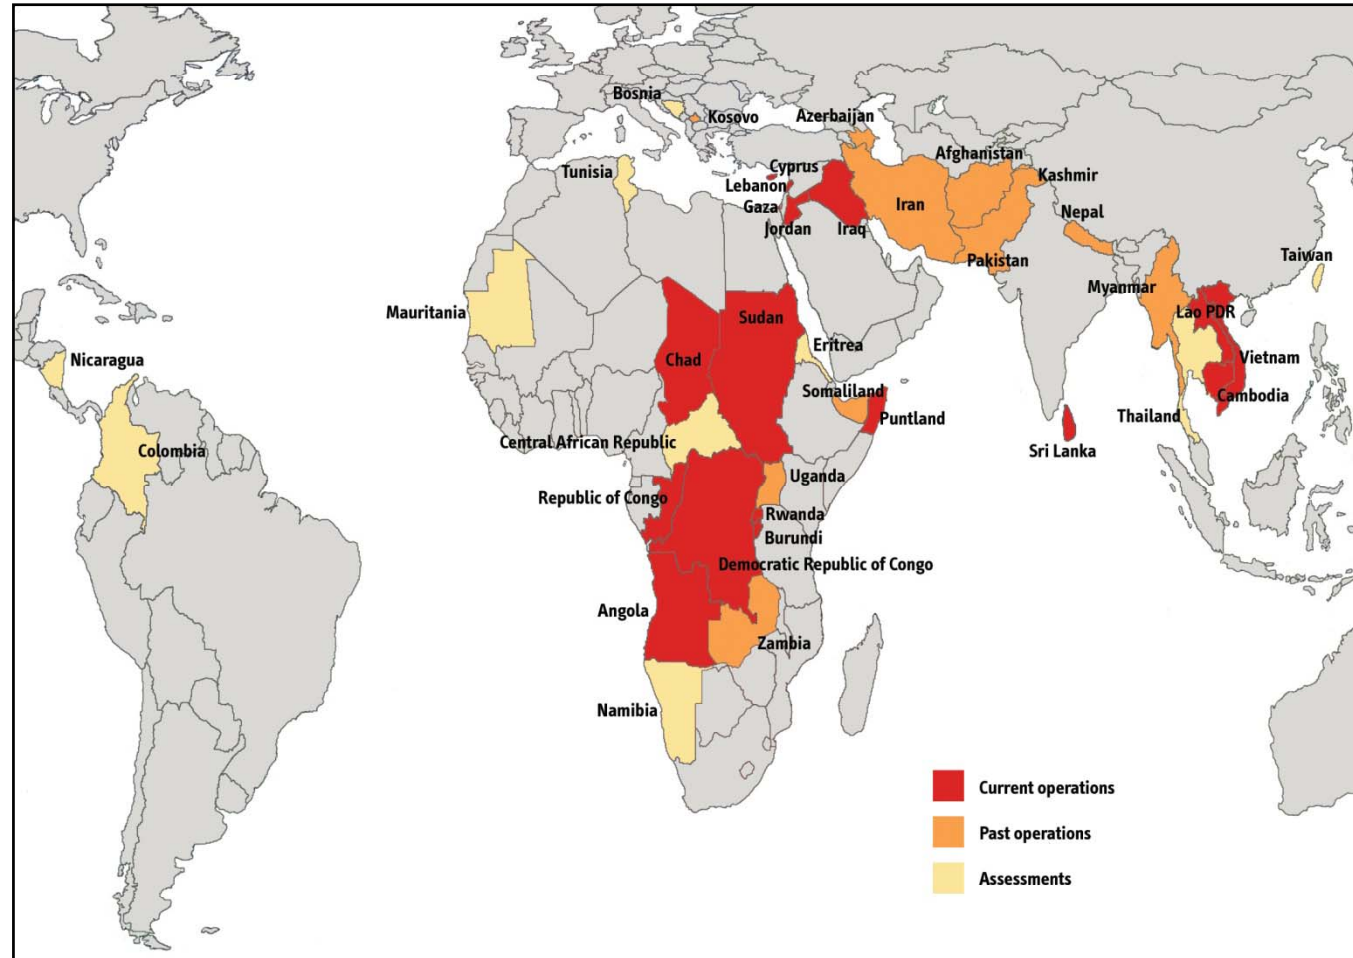 Bosnia
Kosovo
Azerbaijan
Tunisia
Cyprus
Lebanon
Gaza
Jordan
Iraq
Iran
Afghanistan
Kashmir
Nepal
Pakistan
Taiwan
Myanmar
Lao PDR
Mauritania
Sudan
Chad
Eritrea
Nicaragua
Vietnam
Somaliland
Cambodia
Puntland
Thailand
Colombia
Central African Republic
Sri Lanka
Uganda
Republic of Congo
Rwanda
Burundi
Democratic Republic of Congo
Angola
Zambia
Namibia
Current operations
Past operations
Assessments